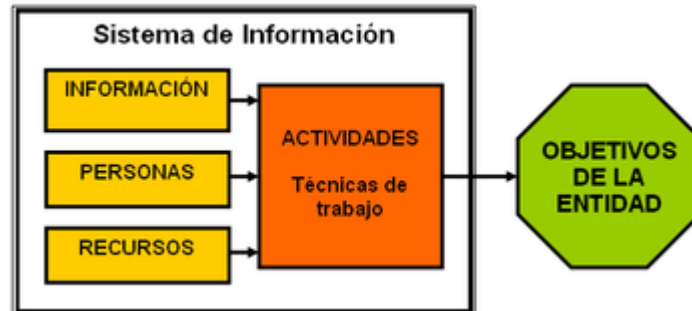 Sistema de Información
INFORMACIÓN
PERSONAS
RECURSOS
ACTIVIDADES
Técnicas de
trabajo
OBJETIVOS
DE LA
ENTIDAD